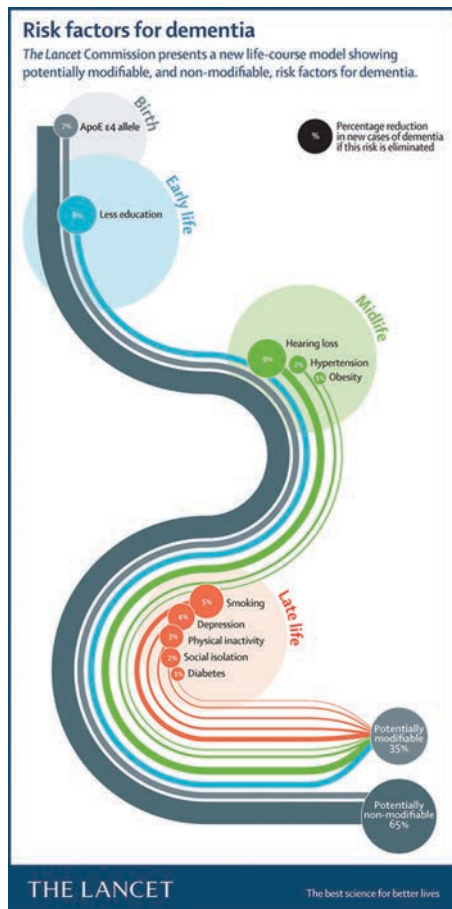 Risk factors for dementia
The Lancet Commission presents a new life-course model showing
potentially modifiable, and non-modifiable, risk factors for dementia.
Birth
7%
ApoE ε4 allele
%
Percentage reduction
in new cases of dementia
if this risk is eliminated
Early life
8%
Less education
Midlife
Hearing loss
9%
2%
Hypertension
1%
Obesity
Late life
5%
Smoking
4%
Depression
3%
Physical inactivity
2%
Social isolation
1%
Diabetes
Potentially
modifiable
35%
Potentially
non-modifiable
65%
THE LANCET
The best science for better lives